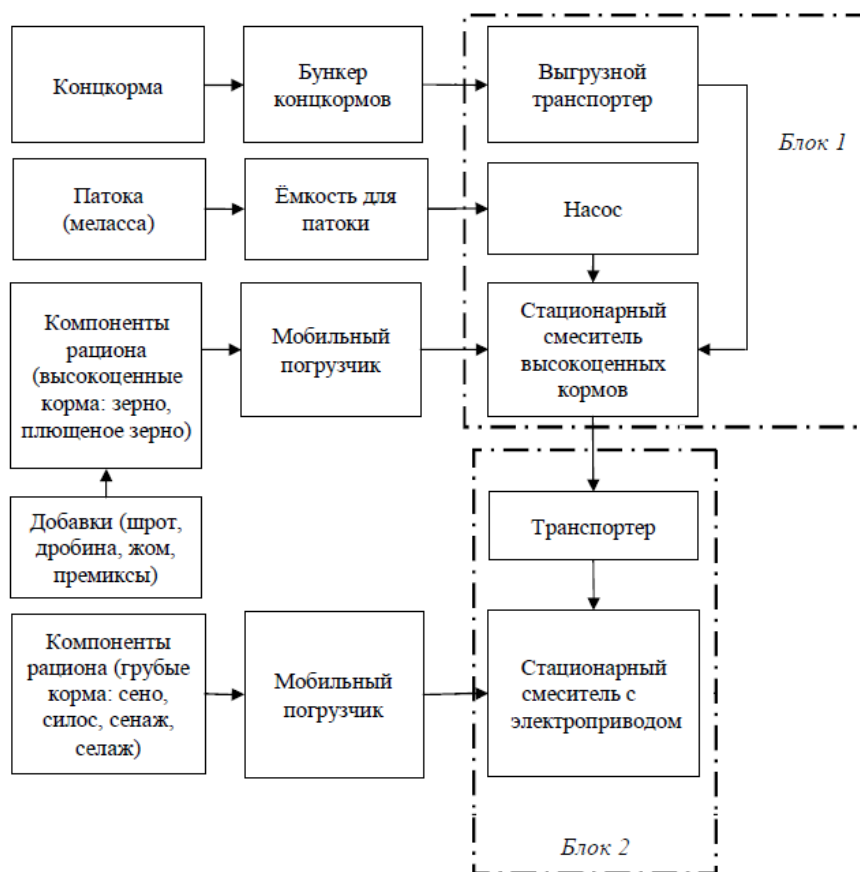 Концкорма
Бункер
концкормов
Выгрузной
транспортер
Блок 1
Патока
(меласса)
Ёмкость для
патоки
Насос
Компоненты
рациона
(высокоценные
корма: зерно,
плющеное зерно)
Мобильный
погрузчик
Стационарный
смеситель
высокоценных
кормов
Добавки (шрот,
дробина, жом,
премиксы)
Транспортер
Компоненты
рациона (грубые
корма: сено,
силос, сенаж,
селаж)
Мобильный
погрузчик
Стационарный
смеситель с
электроприводом
Блок 2